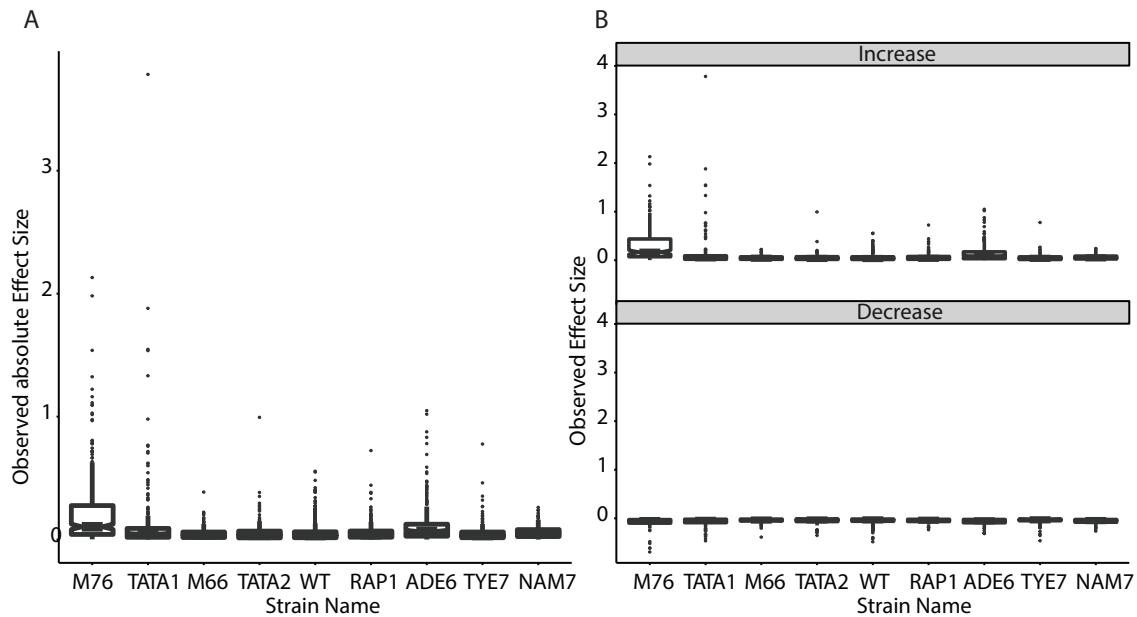 A
Observed absolute Effect Size
3
2
1
0
M76 TATA1 M66 TATA2 WT RAP1 ADE6 TYE7 NAM7
Strain Name
B
Observed Effect Size
Increase
4
3
2
1
0
Decrease
4
3
2
1
0
M76 TATA1 M66 TATA2 WT RAP1 ADE6 TYE7 NAM7
Strain Name